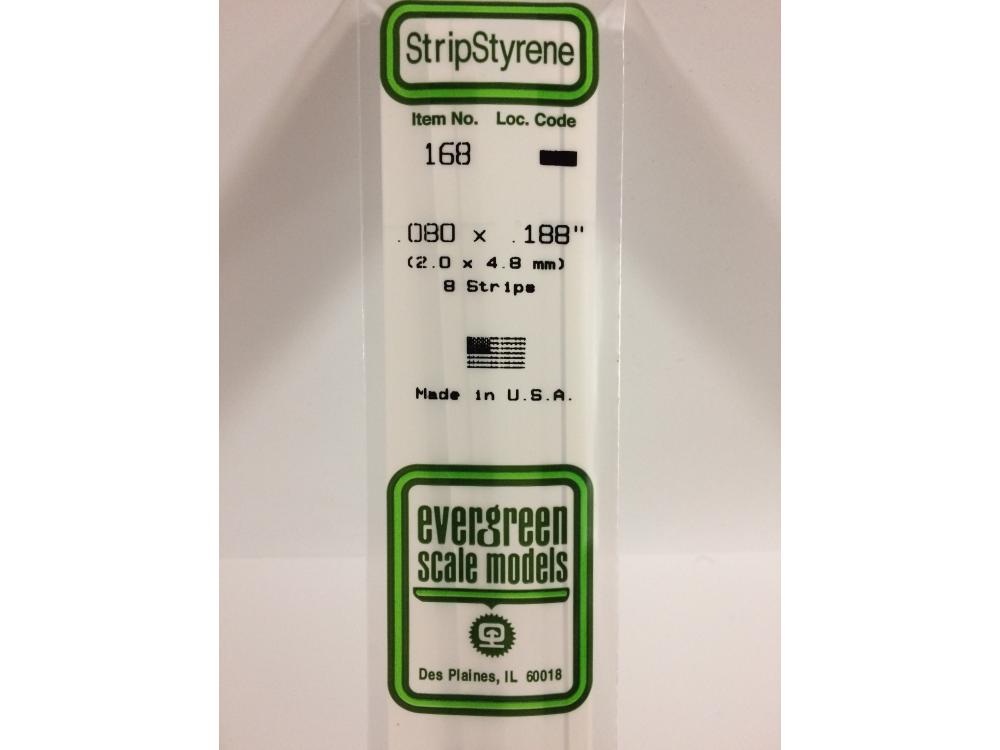 StripStyrene
Item No. Loc. Code
168
.080 x .188"
(2.0 x 4.8 mm)
8 Strips
Made in U.S.A.
evergreen
scale models
Des Plaines, IL 60018